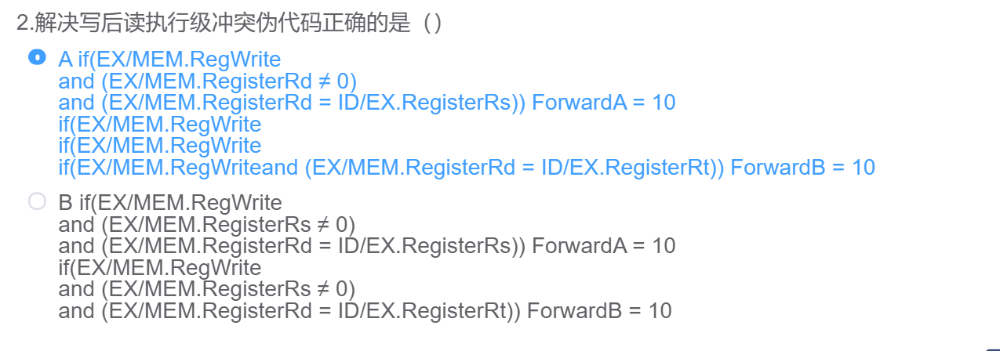 2.解决写后读执行级冲突伪代码正确的是（）
A if(EX/MEM.RegWrite
and (EX/MEM.RegisterRd ≠ 0)
and (EX/MEM.RegisterRd = ID/EX.RegisterRs)) ForwardA = 10
if(EX/MEM.RegWrite
if(EX/MEM.RegWrite
if(EX/MEM.RegWriteand (EX/MEM.RegisterRd = ID/EX.RegisterRt)) ForwardB = 10
B if(EX/MEM.RegWrite
and (EX/MEM.RegisterRs ≠ 0)
and (EX/MEM.RegisterRd = ID/EX.RegisterRs)) ForwardA = 10
if(EX/MEM.RegWrite
and (EX/MEM.RegisterRs ≠ 0)
and (EX/MEM.RegisterRd = ID/EX.RegisterRt)) ForwardB = 10